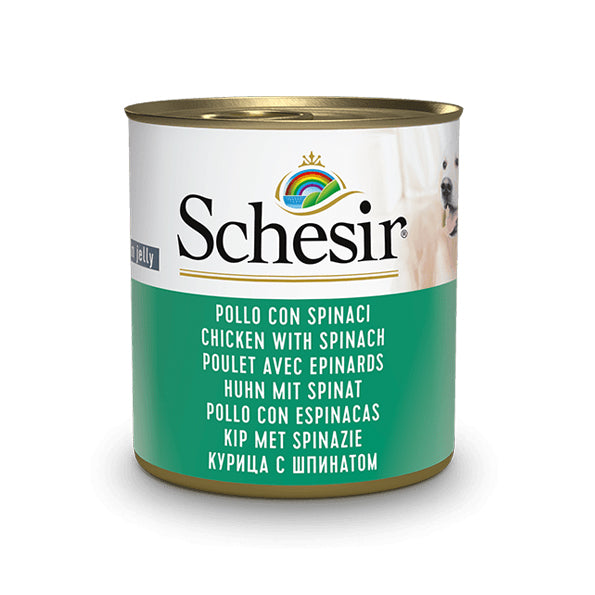 Schesir®
jelly
POLLO CON SPINACI
CHICKEN WITH SPINACH
POULET AVEC EPINARDS
HUHN MIT SPINAT
POLLO CON ESPINACAS
KIP MET SPINAZIE
КУРИЦА С ШПИНАТОМ